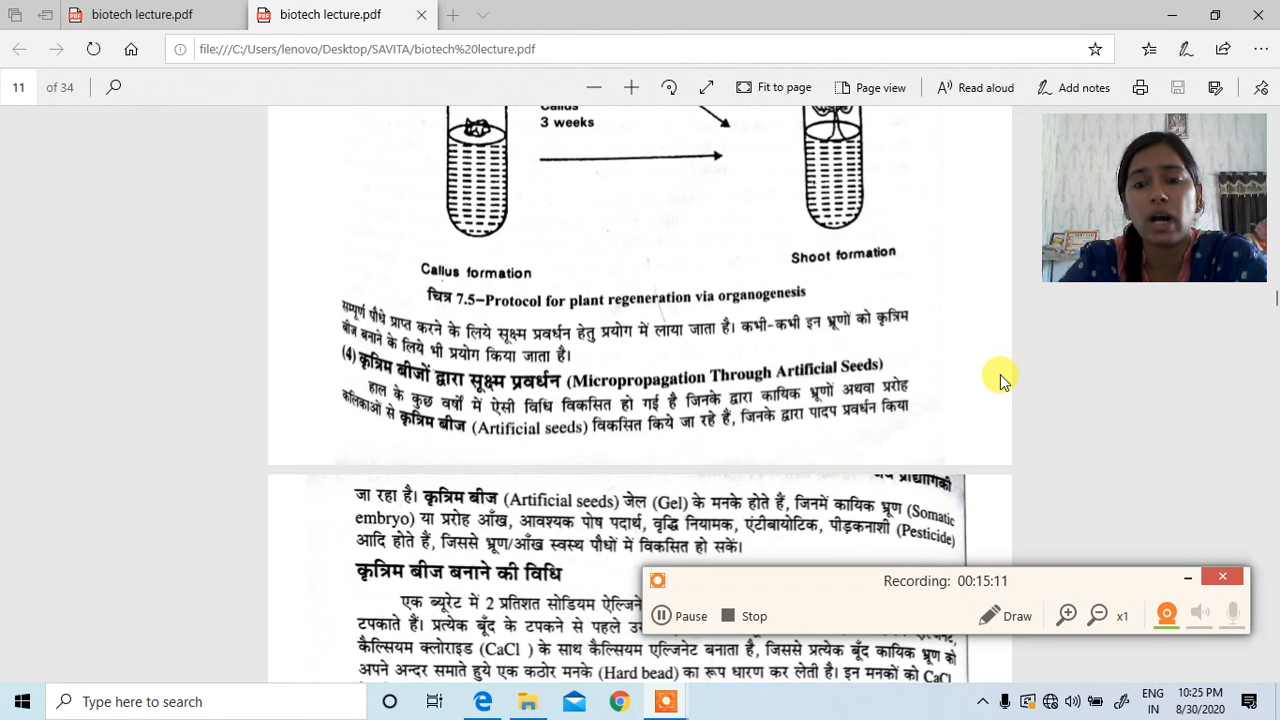 biotech lecture.pdf
biotech lecture.pdf
file:///C:/Users/lenovo/Desktop/SAVITA/biotech%20lecture.pdf
11 of 34
Fit to page
Page view
Read aloud
Add notes
Callus
3 weeks
Callus formation
Shoot formation
चित्र 7.5–Protocol for plant regeneration via organogenesis
सम्पूर्ण पौधे प्राप्त करने के लिये सूक्ष्म प्रवर्धन हेतु प्रयोग में लाया जाता है। कभी-कभी इन भ्रूणों को कृत्रिम
बीज बनाने के लिये भी प्रयोग किया जाता है।
(4) कृत्रिम बीजों द्वारा सूक्ष्म प्रवर्धन (Micropropagation Through Artificial Seeds)
हाल के कुछ वर्षों में ऐसी विधि विकसित हो गई है जिनके द्वारा कायिक भ्रूणों अथवा प्ररोह
कलिकाओं से कृत्रिम बीज (Artificial seeds) विकसित किये जा रहे हैं, जिनके द्वारा पादप प्रवर्धन किया
जा रहा है। कृत्रिम बीज (Artificial seeds) जेल (Gel) के मनके होते हैं, जिनमें कायिक भ्रूण (Somatic
embryo) या प्ररोह आँख, आवश्यक पोष पदार्थ, वृद्धि नियामक, एंटीबायोटिक, पीड़कनाशी (Pesticide)
आदि होते हैं, जिससे भ्रूण/आँख स्वस्थ पौधों में विकसित हो सकें।
कृत्रिम बीज बनाने की विधि
एक ब्यूरेट में 2 प्रतिशत सोडियम
टपकाते हैं। प्रत्येक बूँद के टपकने से पहले
कैल्सियम क्लोराइड (CaCl ) के साथ कैल्सियम एल्जिनेट बनाता है, जिससे प्रत्येक बूँद कायिक भ्रूण को
अपने अन्दर समाते हुये एक कठोर मनके (Hard bead) का रूप धारण कर लेती है। इन मनकों को CaCl
Recording: 00:15:11
Pause
Stop
Draw
x1
Type here to search
ENG
IN
10:25 PM
8/30/2020